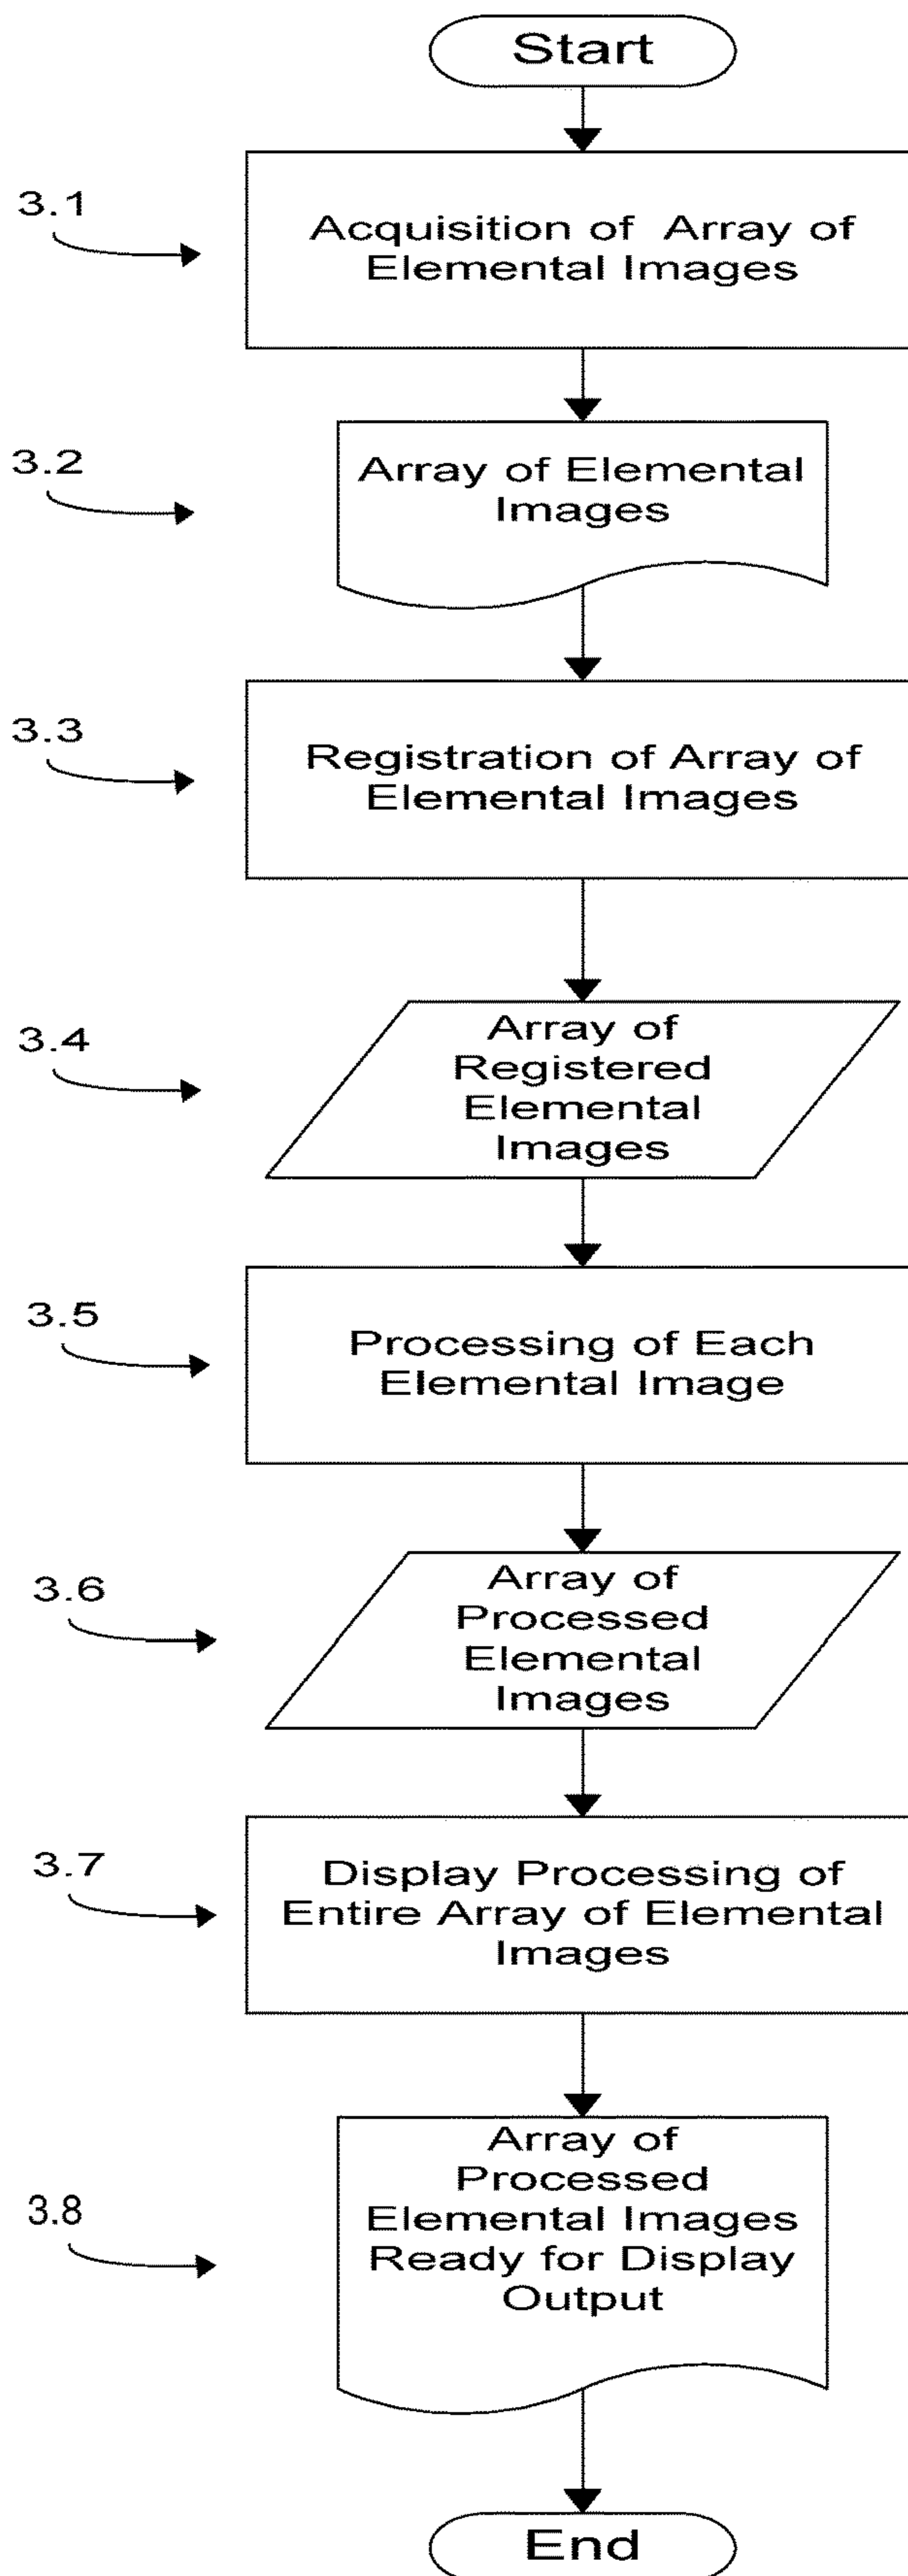 Start
3.1
Acquisition of Array of
Elemental Images
3.2
Array of Elemental
Images
3.3
Registration of Array of
Elemental Images
3.4
Array of
Registered
Elemental
Images
3.5
Processing of Each
Elemental Image
3.6
Array of
Processed
Elemental
Images
3.7
Display Processing of
Entire Array of Elemental
Images
3.8
Array of
Processed
Elemental Images
Ready for Display
Output
End